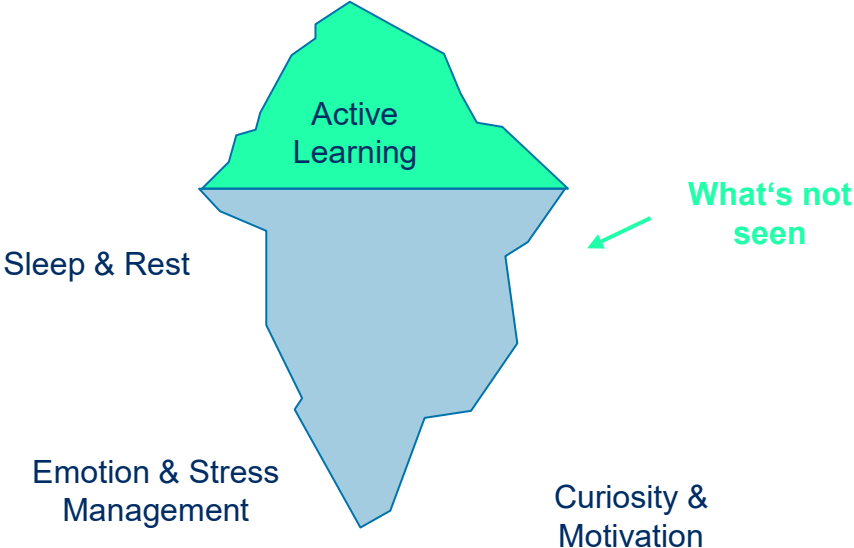 Active
Learning
What‘s not
seen
Sleep & Rest
Emotion & Stress
Management
Curiosity &
Motivation